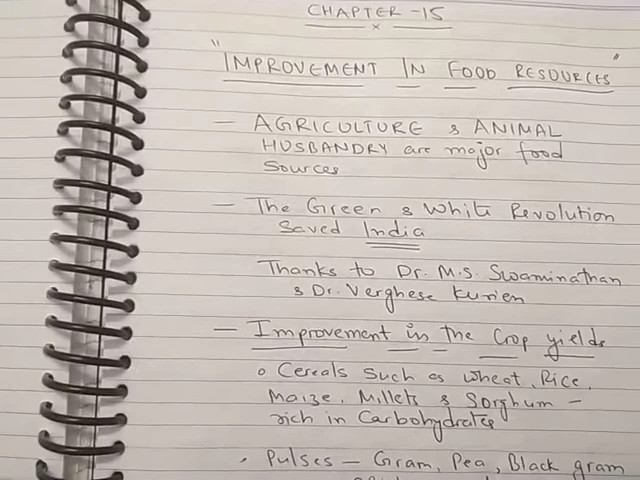 CHAPTER - 15
x
"IMPROVEMENT IN FOOD RESOURCES"
- AGRICULTURE & ANIMAL
HUSBANDRY are major food
Sources
- The Green & White Revolution
Saved India
Thanks to Dr. M.S. Swaminathan
& Dr. Verghese Kurien
- Improvement in the Crop yields
o Cereals such as wheat, Rice,
Maize, Millets & Sorghum -
rich in Carbohydrates
• Pulses - Gram, Pea, Black gram